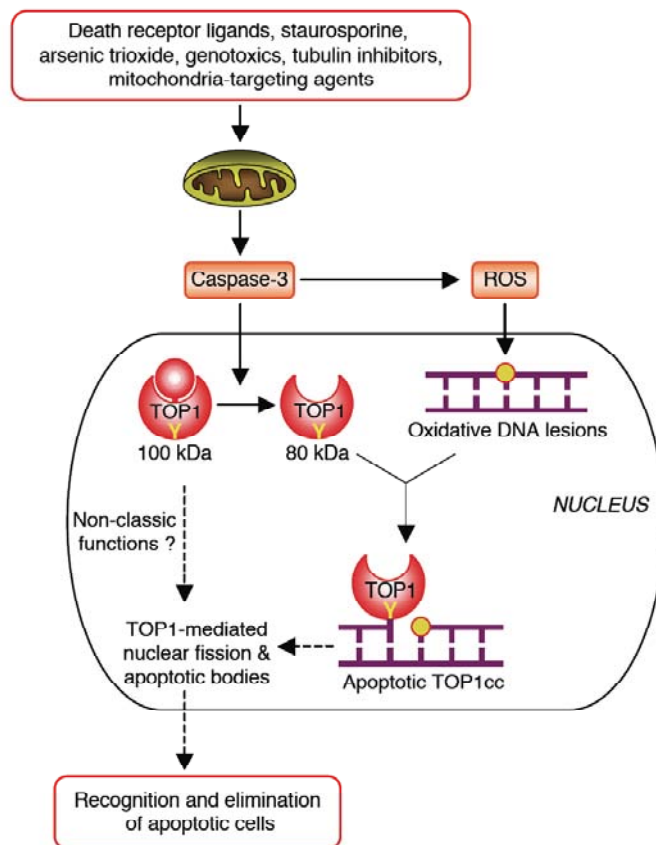 Death receptor ligands, staurosporine,
arsenic trioxide, genotoxics, tubulin inhibitors,
mitochondria-targeting agents
Caspase-3
ROS
TOP1
Y
100 kDa
TOP1
Y
80 kDa
Oxidative DNA lesions
Non-classic
functions ?
NUCLEUS
TOP1
Y
TOP1-mediated
nuclear fission &
apoptotic bodies
Apoptotic TOP1cc
Recognition and elimination
of apoptotic cells